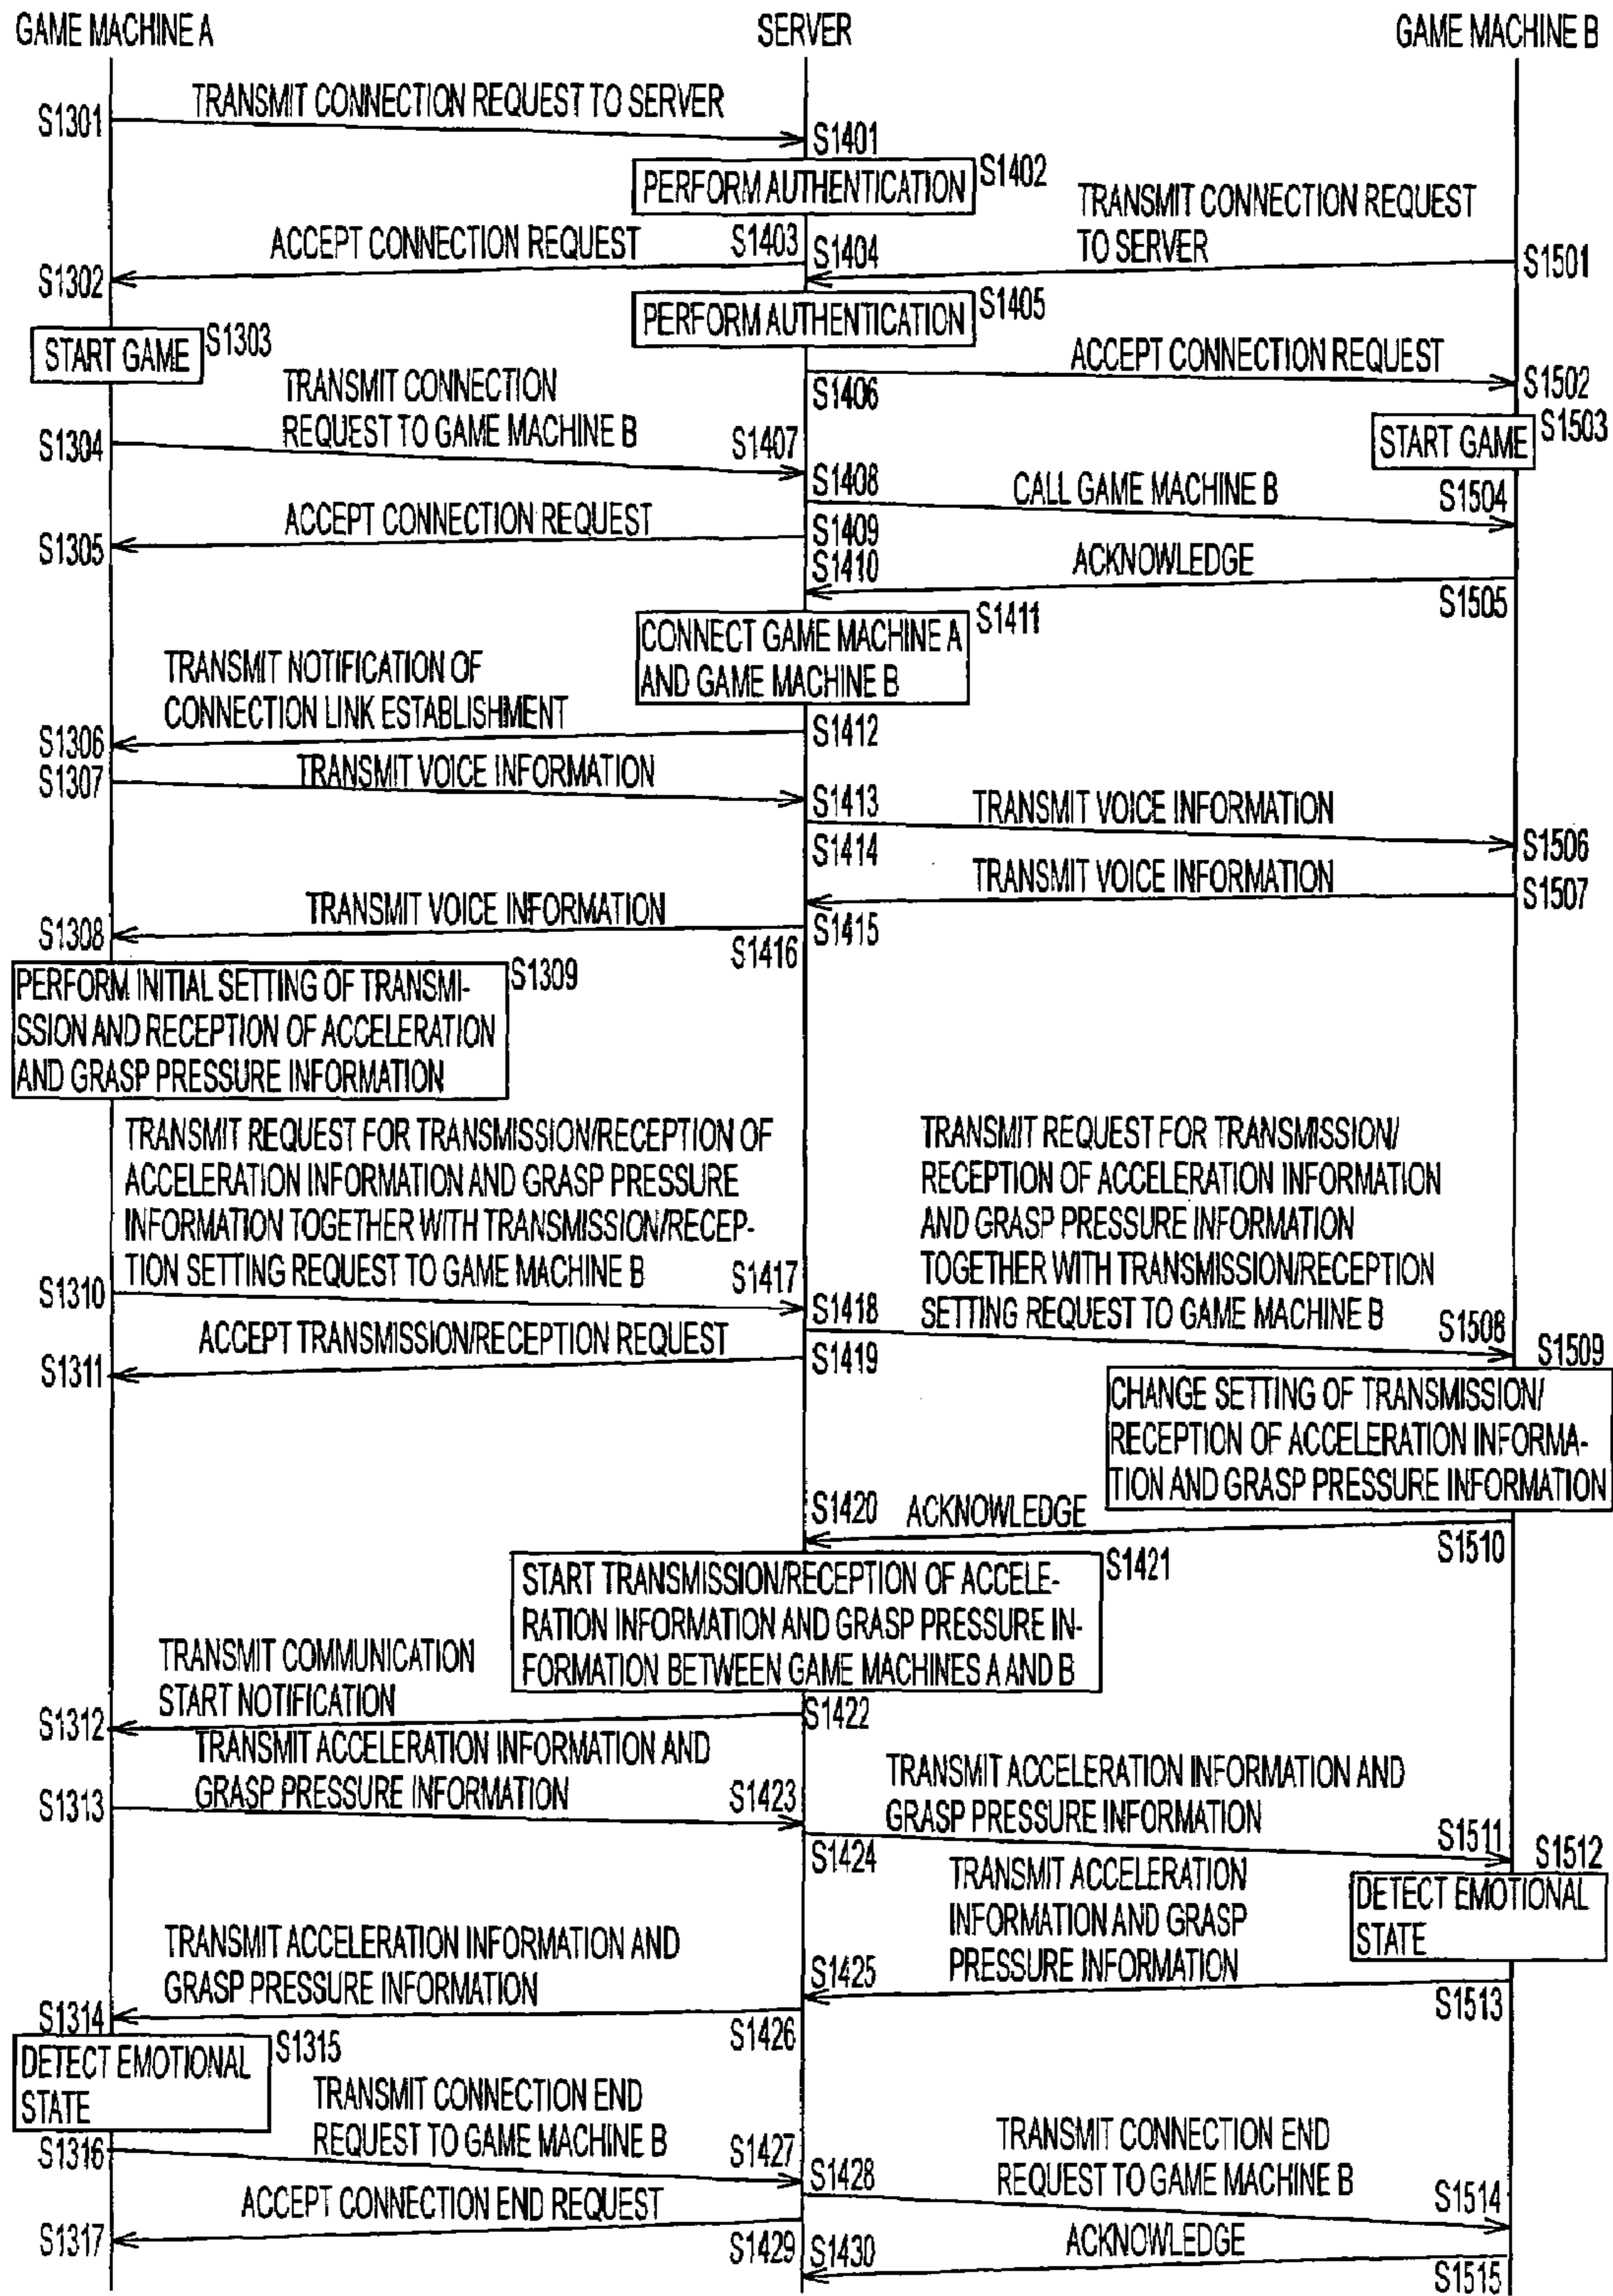 GAME MACHINE A
SERVER
GAME MACHINE B
TRANSMIT CONNECTION REQUEST TO SERVER
S1301
S1401
PERFORM AUTHENTICATION
S1402
TRANSMIT CONNECTION REQUEST
TO SERVER
ACCEPT CONNECTION REQUEST
S1403
S1404
S1302
S1501
PERFORM AUTHENTICATION
S1405
START GAME
S1303
ACCEPT CONNECTION REQUEST
S1406
S1502
TRANSMIT CONNECTION
REQUEST TO GAME MACHINE B
S1304
S1407
START GAME
S1503
S1408
CALL GAME MACHINE B
S1504
ACCEPT CONNECTION REQUEST
S1409
S1305
S1410
ACKNOWLEDGE
S1505
CONNECT GAME MACHINE A
AND GAME MACHINE B
S1411
TRANSMIT NOTIFICATION OF
CONNECTION LINK ESTABLISHMENT
S1306
S1412
S1307
TRANSMIT VOICE INFORMATION
S1413
TRANSMIT VOICE INFORMATION
S1414
S1506
TRANSMIT VOICE INFORMATION
S1507
TRANSMIT VOICE INFORMATION
S1308
S1416
S1415
PERFORM INITIAL SETTING OF TRANSMI-
SSION AND RECEPTION OF ACCELERATION
AND GRASP PRESSURE INFORMATION
S1309
TRANSMIT REQUEST FOR TRANSMISSION/RECEPTION OF
ACCELERATION INFORMATION AND GRASP PRESSURE
INFORMATION TOGETHER WITH TRANSMISSION/RECEP-
TION SETTING REQUEST TO GAME MACHINE B
S1310
S1417
TRANSMIT REQUEST FOR TRANSMISSION/
RECEPTION OF ACCELERATION INFORMATION
AND GRASP PRESSURE INFORMATION
TOGETHER WITH TRANSMISSION/RECEPTION
SETTING REQUEST TO GAME MACHINE B
S1418
S1508
ACCEPT TRANSMISSION/RECEPTION REQUEST
S1311
S1419
S1509
CHANGE SETTING OF TRANSMISSION/
RECEPTION OF ACCELERATION INFORMA-
TION AND GRASP PRESSURE INFORMATION
S1420
ACKNOWLEDGE
S1510
START TRANSMISSION/RECEPTION OF ACCELE-
RATION INFORMATION AND GRASP PRESSURE IN-
FORMATION BETWEEN GAME MACHINES A AND B
S1421
TRANSMIT COMMUNICATION
START NOTIFICATION
S1312
S1422
TRANSMIT ACCELERATION INFORMATION AND
GRASP PRESSURE INFORMATION
S1313
S1423
TRANSMIT ACCELERATION INFORMATION AND
GRASP PRESSURE INFORMATION
S1424
S1511
S1512
DETECT EMOTIONAL
STATE
TRANSMIT ACCELERATION
INFORMATION AND GRASP
PRESSURE INFORMATION
S1425
S1513
TRANSMIT ACCELERATION INFORMATION AND
GRASP PRESSURE INFORMATION
S1314
S1426
DETECT EMOTIONAL
STATE
S1315
TRANSMIT CONNECTION END
REQUEST TO GAME MACHINE B
S1316
S1427
TRANSMIT CONNECTION END
REQUEST TO GAME MACHINE B
S1428
S1514
ACCEPT CONNECTION END REQUEST
S1317
S1429
S1430
ACKNOWLEDGE
S1515